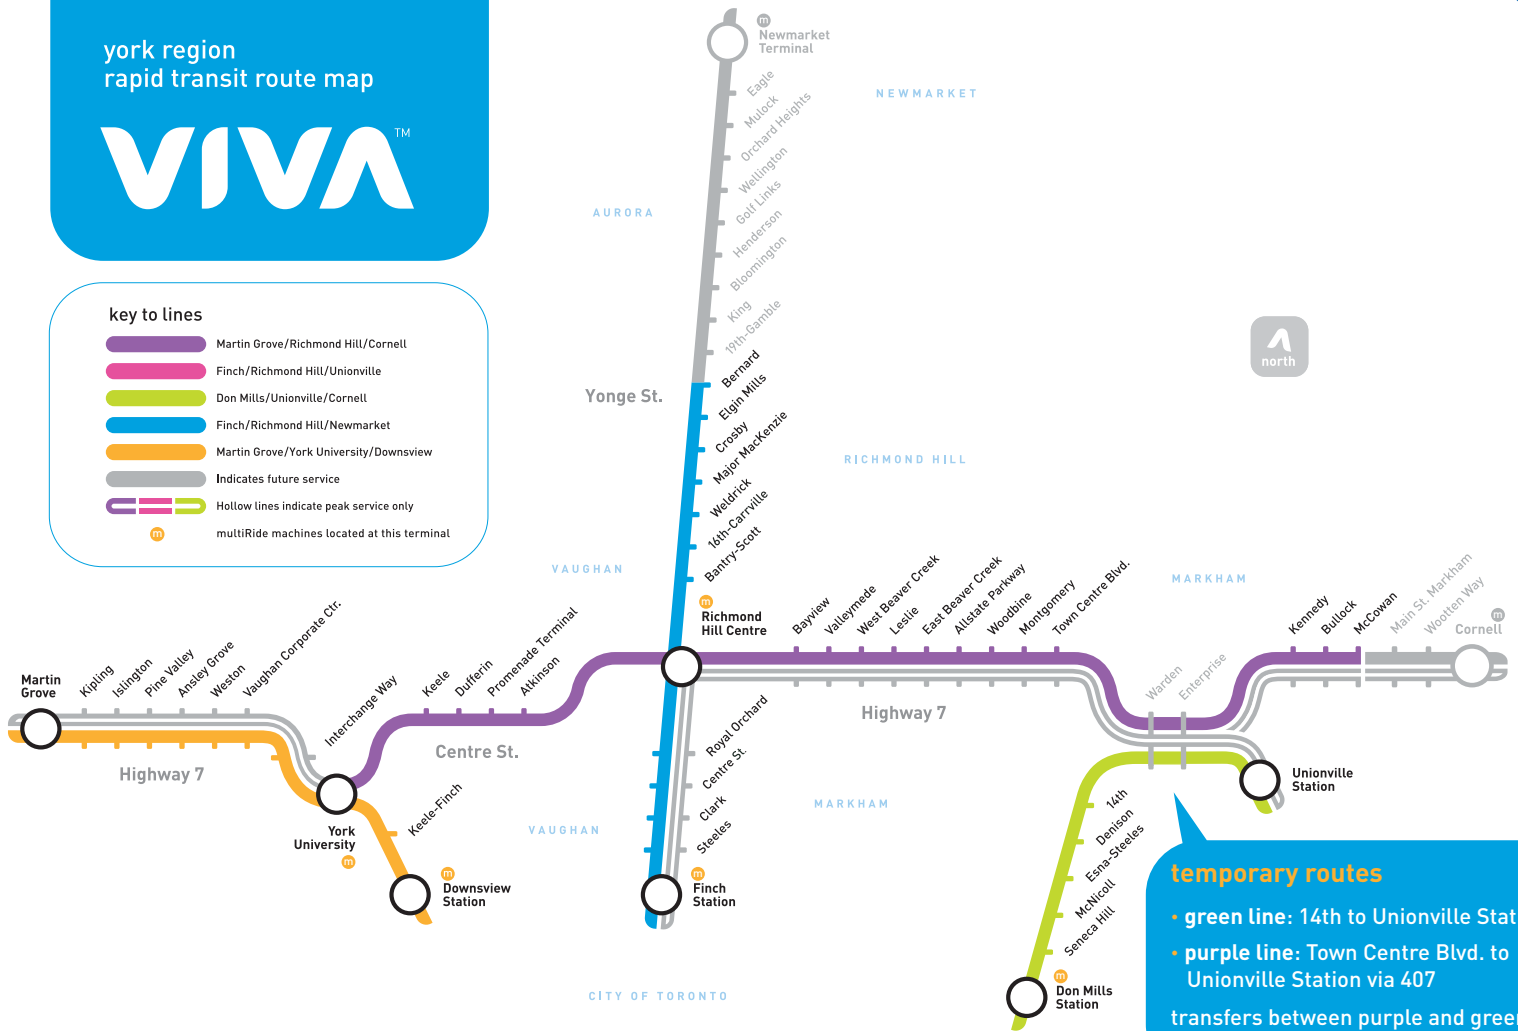 york region
rapid transit route map
VIVA™
key to lines
Martin Grove/Richmond Hill/Cornell
Finch/Richmond Hill/Unionville
Don Mills/Unionville/Cornell
Finch/Richmond Hill/Newmarket
Martin Grove/York University/Downsview
Indicates future service
Hollow lines indicate peak service only
m
multiRide machines located at this terminal
m
Newmarket
Terminal
Eagle
Mulock
Orchard Heights
Wellington
Golf Links
Henderson
Bloomington
King
19th-Gamble
Bernard
Elgin Mills
Crosby
Major MacKenzie
Weldrick
16th-Carrville
Bantry-Scott
NEWMARKET
AURORA
Yonge St.
RICHMOND HILL
north
VAUGHAN
MARKHAM
m
Richmond
Hill Centre
Martin
Grove
Kipling
Islington
Pine Valley
Ansley Grove
Weston
Vaughan Corporate Ctr.
Interchange Way
Keele
Dufferin
Promenade Terminal
Atkinson
Bayview
Valleymede
West Beaver Creek
Leslie
East Beaver Creek
Allstate Parkway
Woodbine
Montgomery
Town Centre Blvd.
Warden
Enterprise
Kennedy
Bullock
McCowan
Main St. Markham
Wootten Way
m
Cornell
Highway 7
Centre St.
Highway 7
York
University
m
Keele-Finch
m
Downsview
Station
VAUGHAN
Royal Orchard
Centre St.
Clark
Steeles
m
Finch
Station
MARKHAM
Unionville
Station
14th
Denison
Esna-Steeles
McNicoll
Seneca Hill
m
Don Mills
Station
CITY OF TORONTO
temporary routes
• green line: 14th to Unionville Stat
• purple line: Town Centre Blvd. to
Unionville Station via 407
transfers between purple and green